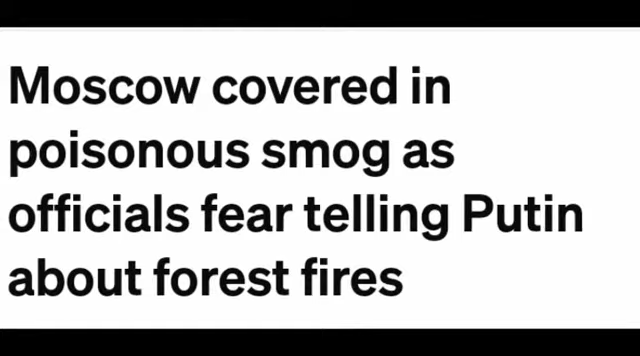 Moscow covered in
poisonous smog as
officials fear telling Putin
about forest fires